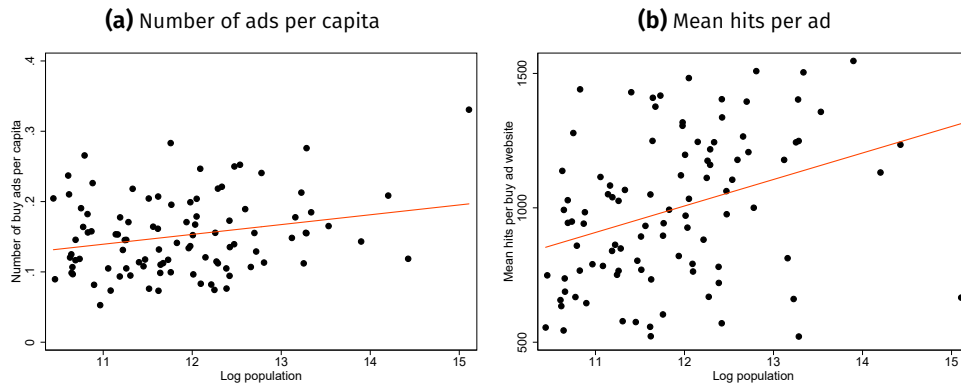 (a) Number of ads per capita
Number of buy ads per capita
.4
.3
.2
.1
0
11 12 13 14 15
Log population
(b) Mean hits per ad
Mean hits per buy ad website
1500
1000
500
11 12 13 14 15
Log population